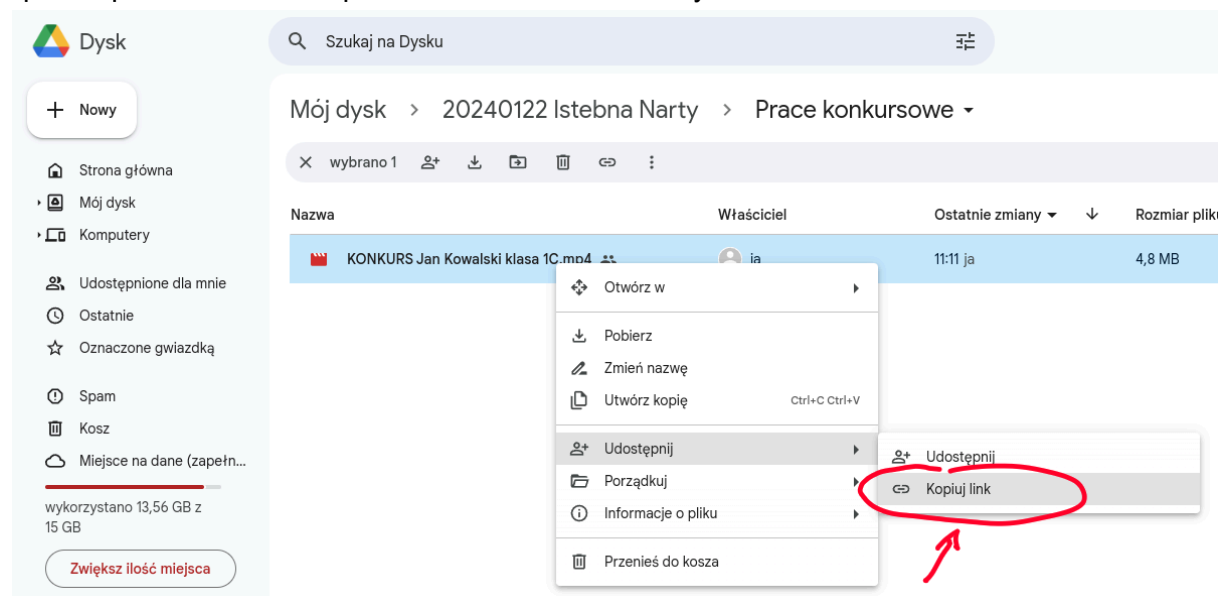 Dysk
Szukaj na Dysku
Nowy
Mój dysk > 20240122 Istebna Narty > Prace konkursowe
wybrano 1
Strona główna
Mój dysk
Komputery
Udostępnione dla mnie
Ostatnie
Oznaczone gwiazdką
Spam
Kosz
Miejsce na dane (zapełn...
wykorzystano 13,56 GB z
15 GB
Zwiększ ilość miejsca
Nazwa Właściciel Ostatnie zmiany Rozmiar pliku
KONKURS Jan Kowalski klasa 1C.mp4 ja 11:11 ja 4,8 MB
Otwórz w
Pobierz
Zmień nazwę
Utwórz kopię Ctrl+C Ctrl+V
Udostępnij
Porządkuj
Informacje o pliku
Przenieś do kosza
Udostępnij
Kopiuj link